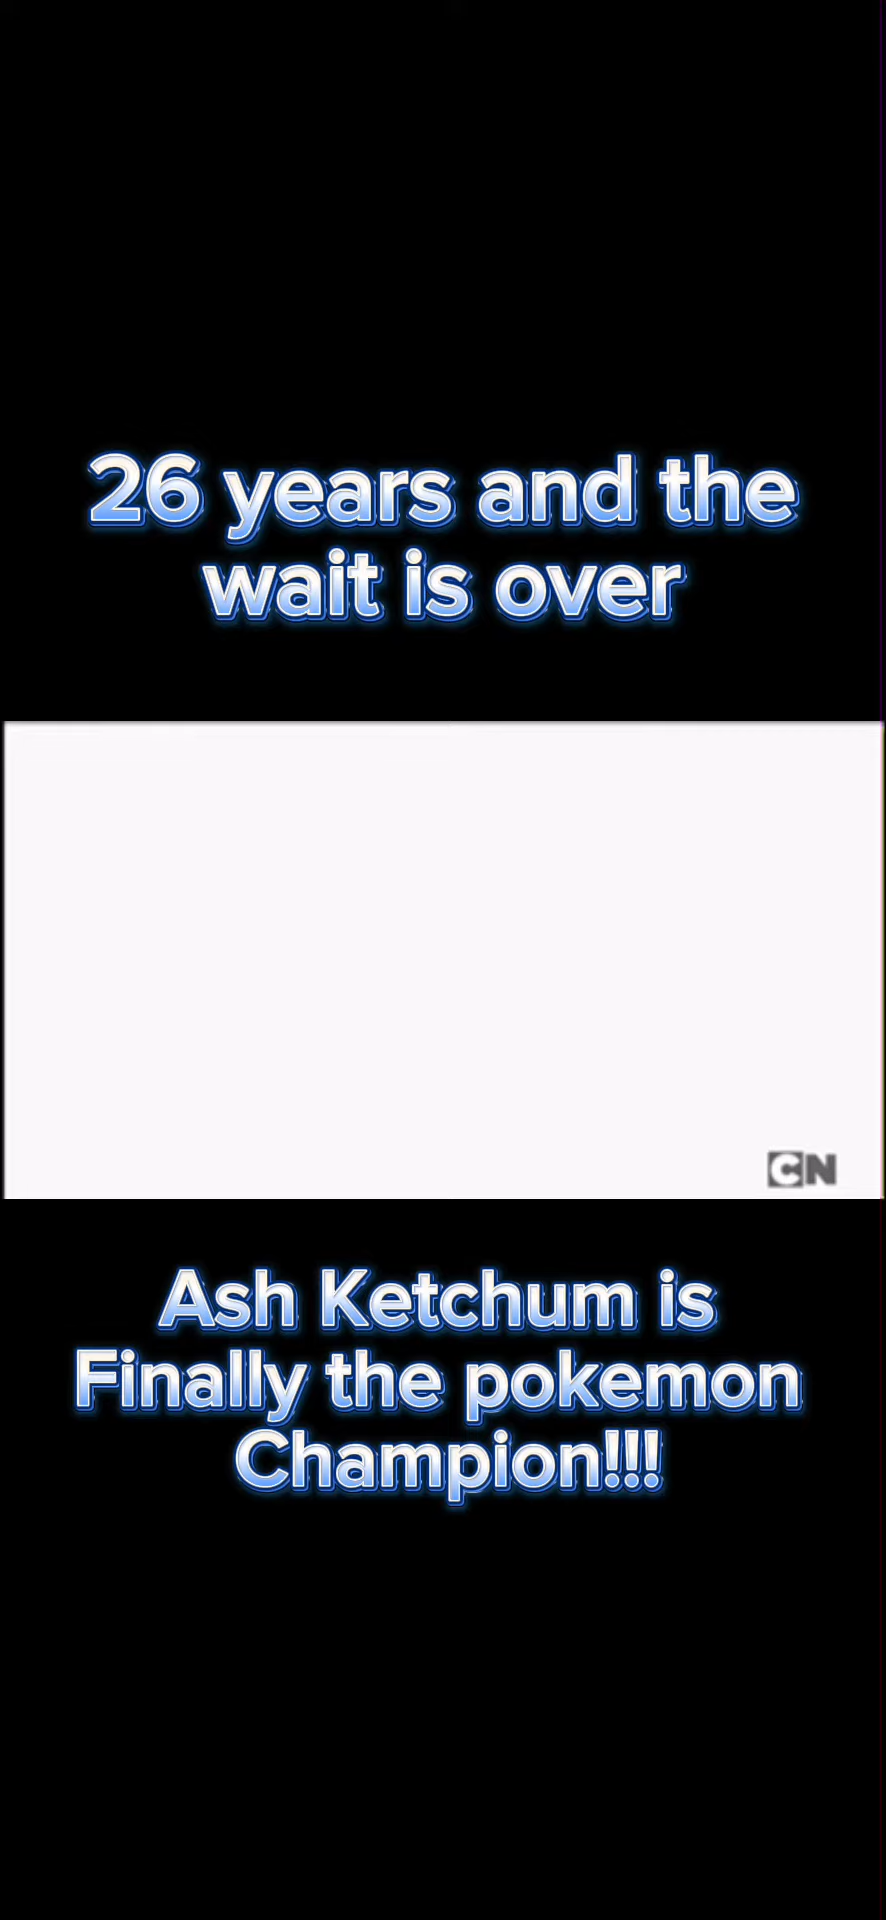 26 years and the
wait is over
CN
Ash Ketchum is
Finally the pokemon
Champion!!!